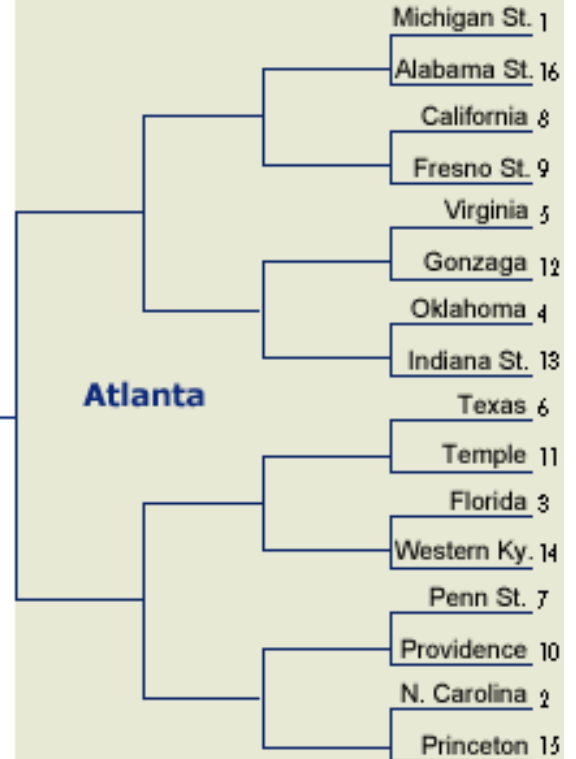 Michigan St. 1
Alabama St. 16
California 8
Fresno St. 9
Virginia 5
Gonzaga 12
Oklahoma 4
Indiana St. 13
Atlanta
Texas 6
Temple 11
Florida 3
Western Ky. 14
Penn St. 7
Providence 10
N. Carolina 2
Princeton 15